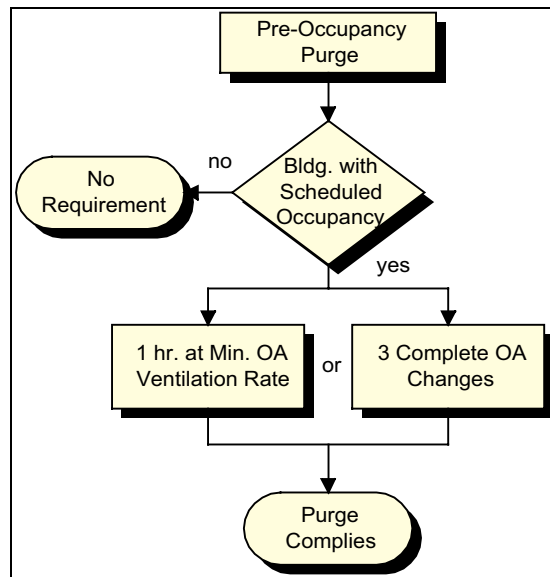 Pre-Occupancy
Purge
no
Bldg. with
Scheduled
Occupancy
No
Requirement
yes
1 hr. at Min. OA
Ventilation Rate
or
3 Complete OA
Changes
Purge
Complies